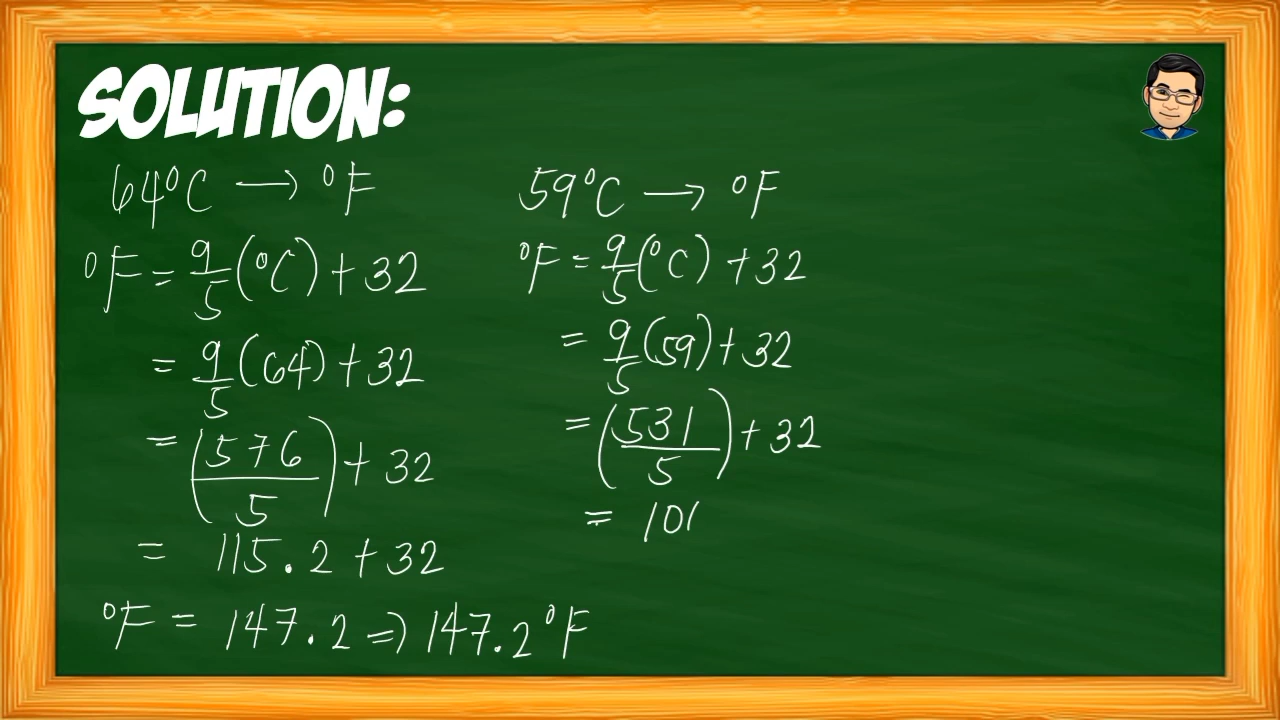 SOLUTION:
64°C → °F
°F = 9/5 (°C) + 32
= 9/5 (64) + 32
= (576/5) + 32
= 115.2 + 32
°F = 147.2 ⇒ 147.2°F
59°C → °F
°F = 9/5 (°C) + 32
= 9/5 (59) + 32
= (531/5) + 32
= 10